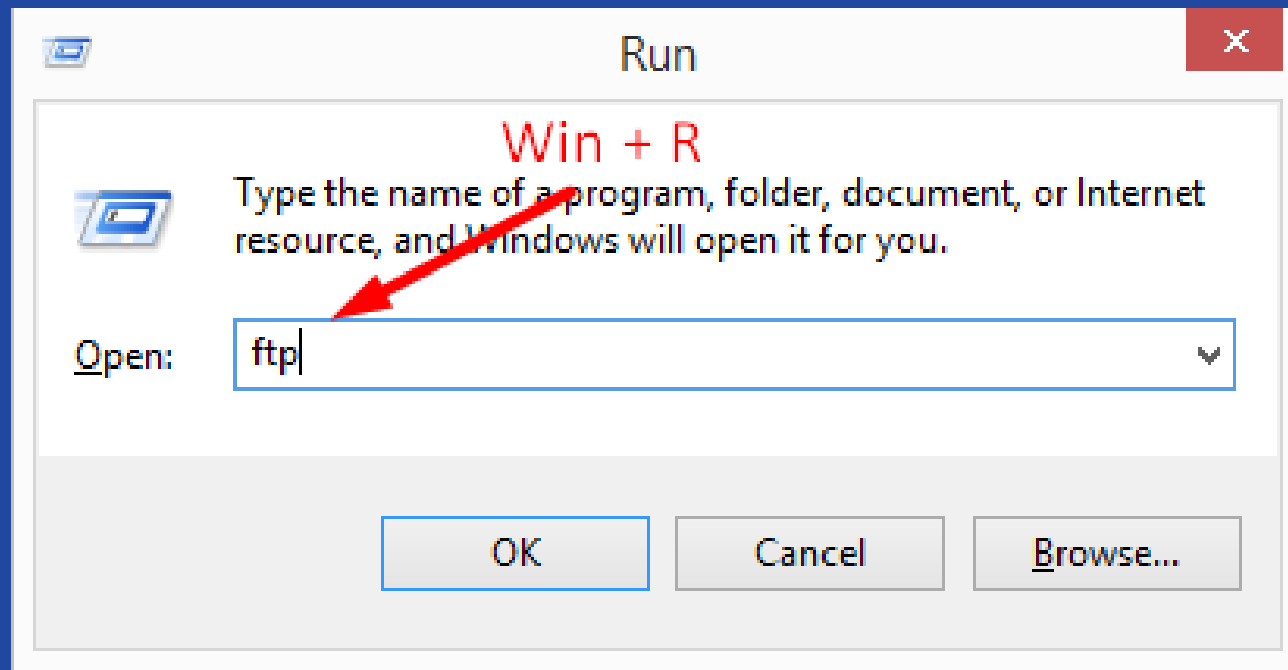 Run
Win + R
Type the name of a program, folder, document, or Internet
resource, and Windows will open it for you.
Open: ftp
OK Cancel Browse...